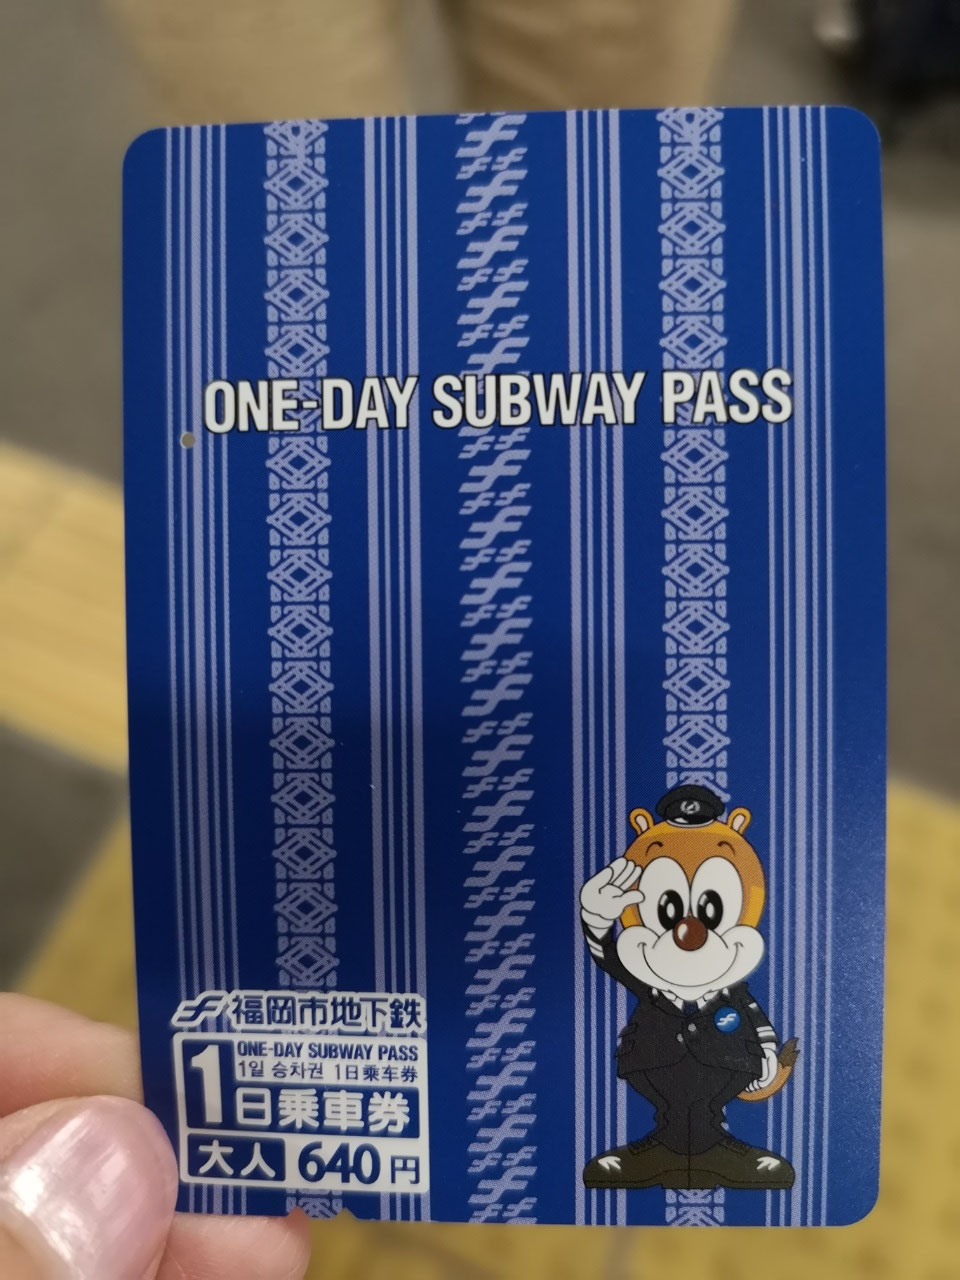 ONE-DAY SUBWAY PASS
福岡市地下鉄
1
ONE-DAY SUBWAY PASS
1일 승차권 1日乘车券
日乗車券
大人 640円